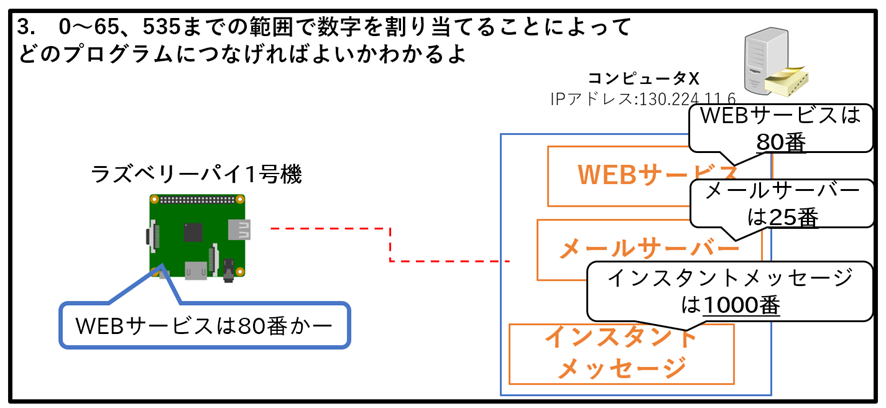 3.　0～65、535までの範囲で数字を割り当てることによって
どのプログラムにつなげればよいかわかるよ
コンピュータX
IPアドレス:130.224.11.6
WEBサービスは
80番
WEBサービス
ラズベリーパイ1号機
メールサーバー
は25番
メールサーバー
インスタントメッセージ
は1000番
WEBサービスは80番かー
インスタント
メッセージ